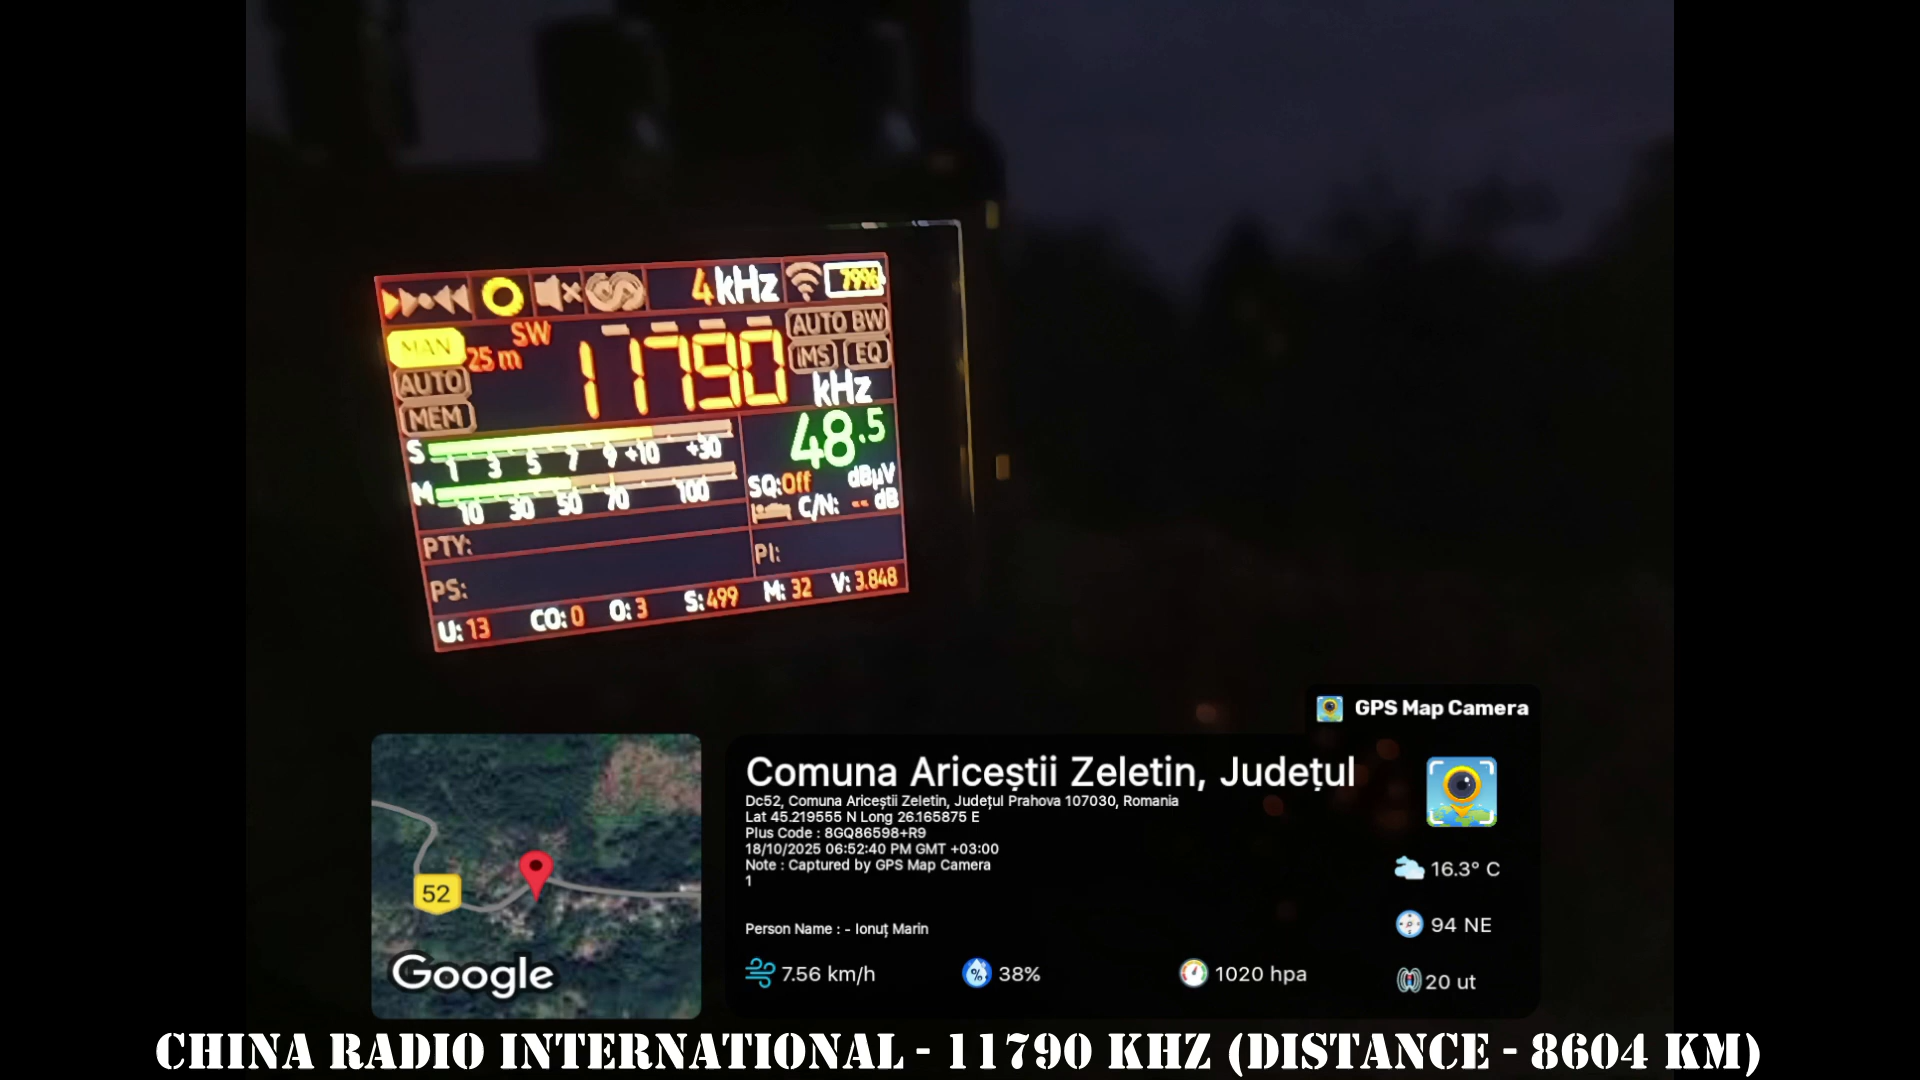 4kHz 79%
MAN SW 25 m 11790 kHz AUTO BW
iMS EQ
AUTO
MEM
S 1 3 5 7 9 +10 +30 48.5 dBµV
M 10 30 50 70 100 SQ:Off C/N: -- dB
PTY: PI:
PS:
U: 13 CO: 0 O: 3 S: 499 M: 32 V: 3.848
GPS Map Camera
52
Google
Comuna Ariceștii Zeletin, Județul
Dc52, Comuna Ariceștii Zeletin, Județul Prahova 107030, Romania
Lat 45.219555 N Long 26.165875 E
Plus Code : 8GQ86598+R9
18/10/2025 06:52:40 PM GMT +03:00
Note : Captured by GPS Map Camera
1
Person Name : - Ionuț Marin
16.3° C
94 NE
7.56 km/h 38% 1020 hpa 20 ut
CHINA RADIO INTERNATIONAL - 11790 KHZ (DISTANCE - 8604 KM)